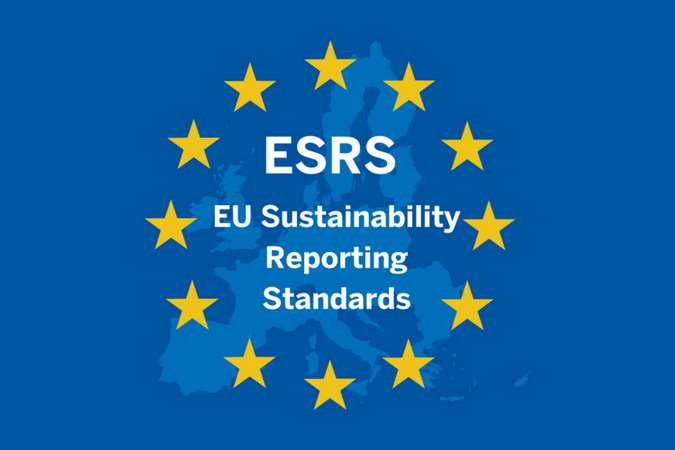 ESRS
EU Sustainability
Reporting
Standards